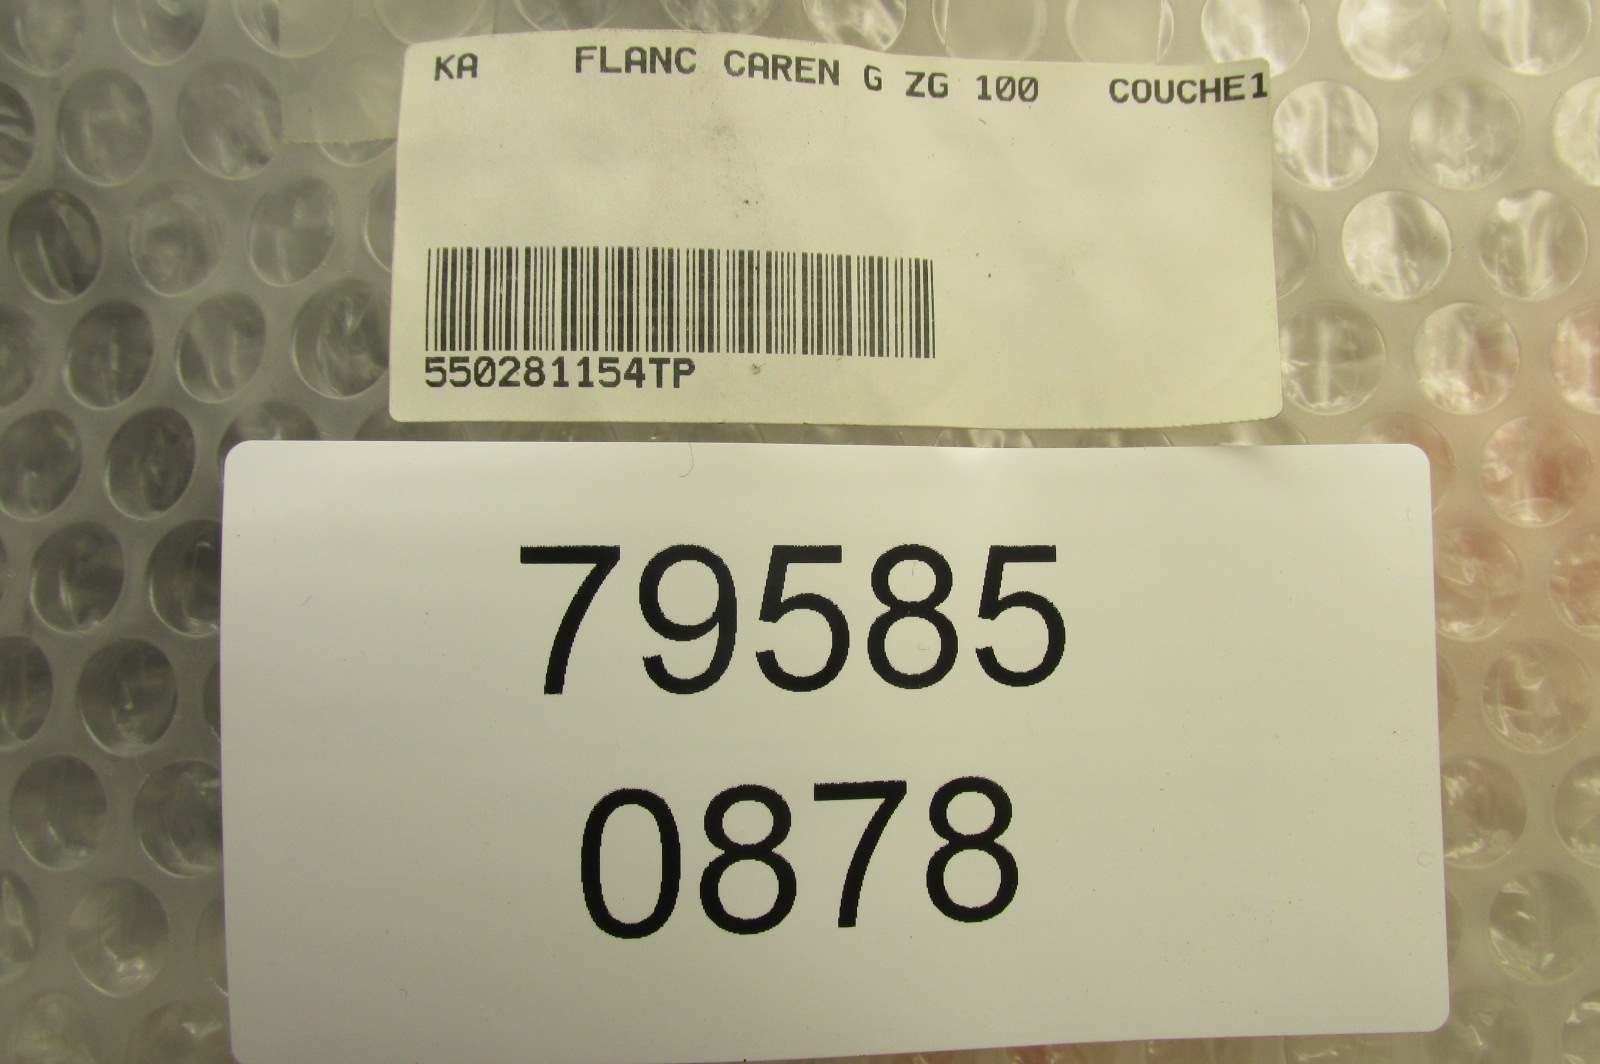 KA FLANC CAREN G ZG 100 COUCHE1
550281154TP
79585
0878